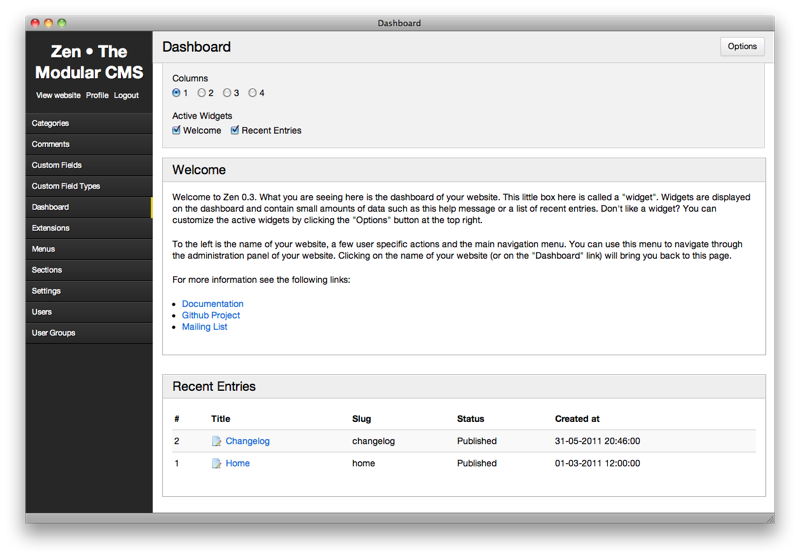 Dashboard
Zen • The
Modular CMS
View website Profile Logout
Categories
Comments
Custom Fields
Custom Field Types
Dashboard
Extensions
Menus
Sections
Settings
Users
User Groups
Dashboard
Options
Columns
1 2 3 4
Active Widgets
Welcome Recent Entries
Welcome
Welcome to Zen 0.3. What you are seeing here is the dashboard of your website. This little box here is called a "widget". Widgets are displayed
on the dashboard and contain small amounts of data such as this help message or a list of recent entries. Don't like a widget? You can
customize the active widgets by clicking the "Options" button at the top right.
To the left is the name of your website, a few user specific actions and the main navigation menu. You can use this menu to navigate through
the administration panel of your website. Clicking on the name of your website (or on the "Dashboard" link) will bring you back to this page.
For more information see the following links:
• Documentation
• Github Project
• Mailing List
Recent Entries
# Title Slug Status Created at
2 Changelog changelog Published 31-05-2011 20:46:00
1 Home home Published 01-03-2011 12:00:00